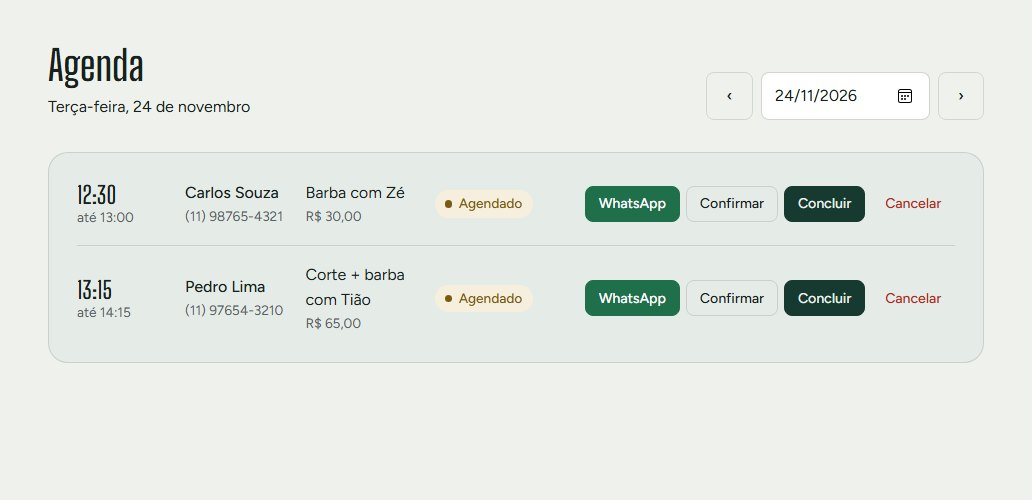 Agenda
Terça-feira, 24 de novembro
‹
24/11/2026
›
12:30
até 13:00
Carlos Souza
(11) 98765-4321
Barba com Zé
R$ 30,00
Agendado
WhatsApp
Confirmar
Concluir
Cancelar
13:15
até 14:15
Pedro Lima
(11) 97654-3210
Corte + barba
com Tião
R$ 65,00
Agendado
WhatsApp
Confirmar
Concluir
Cancelar